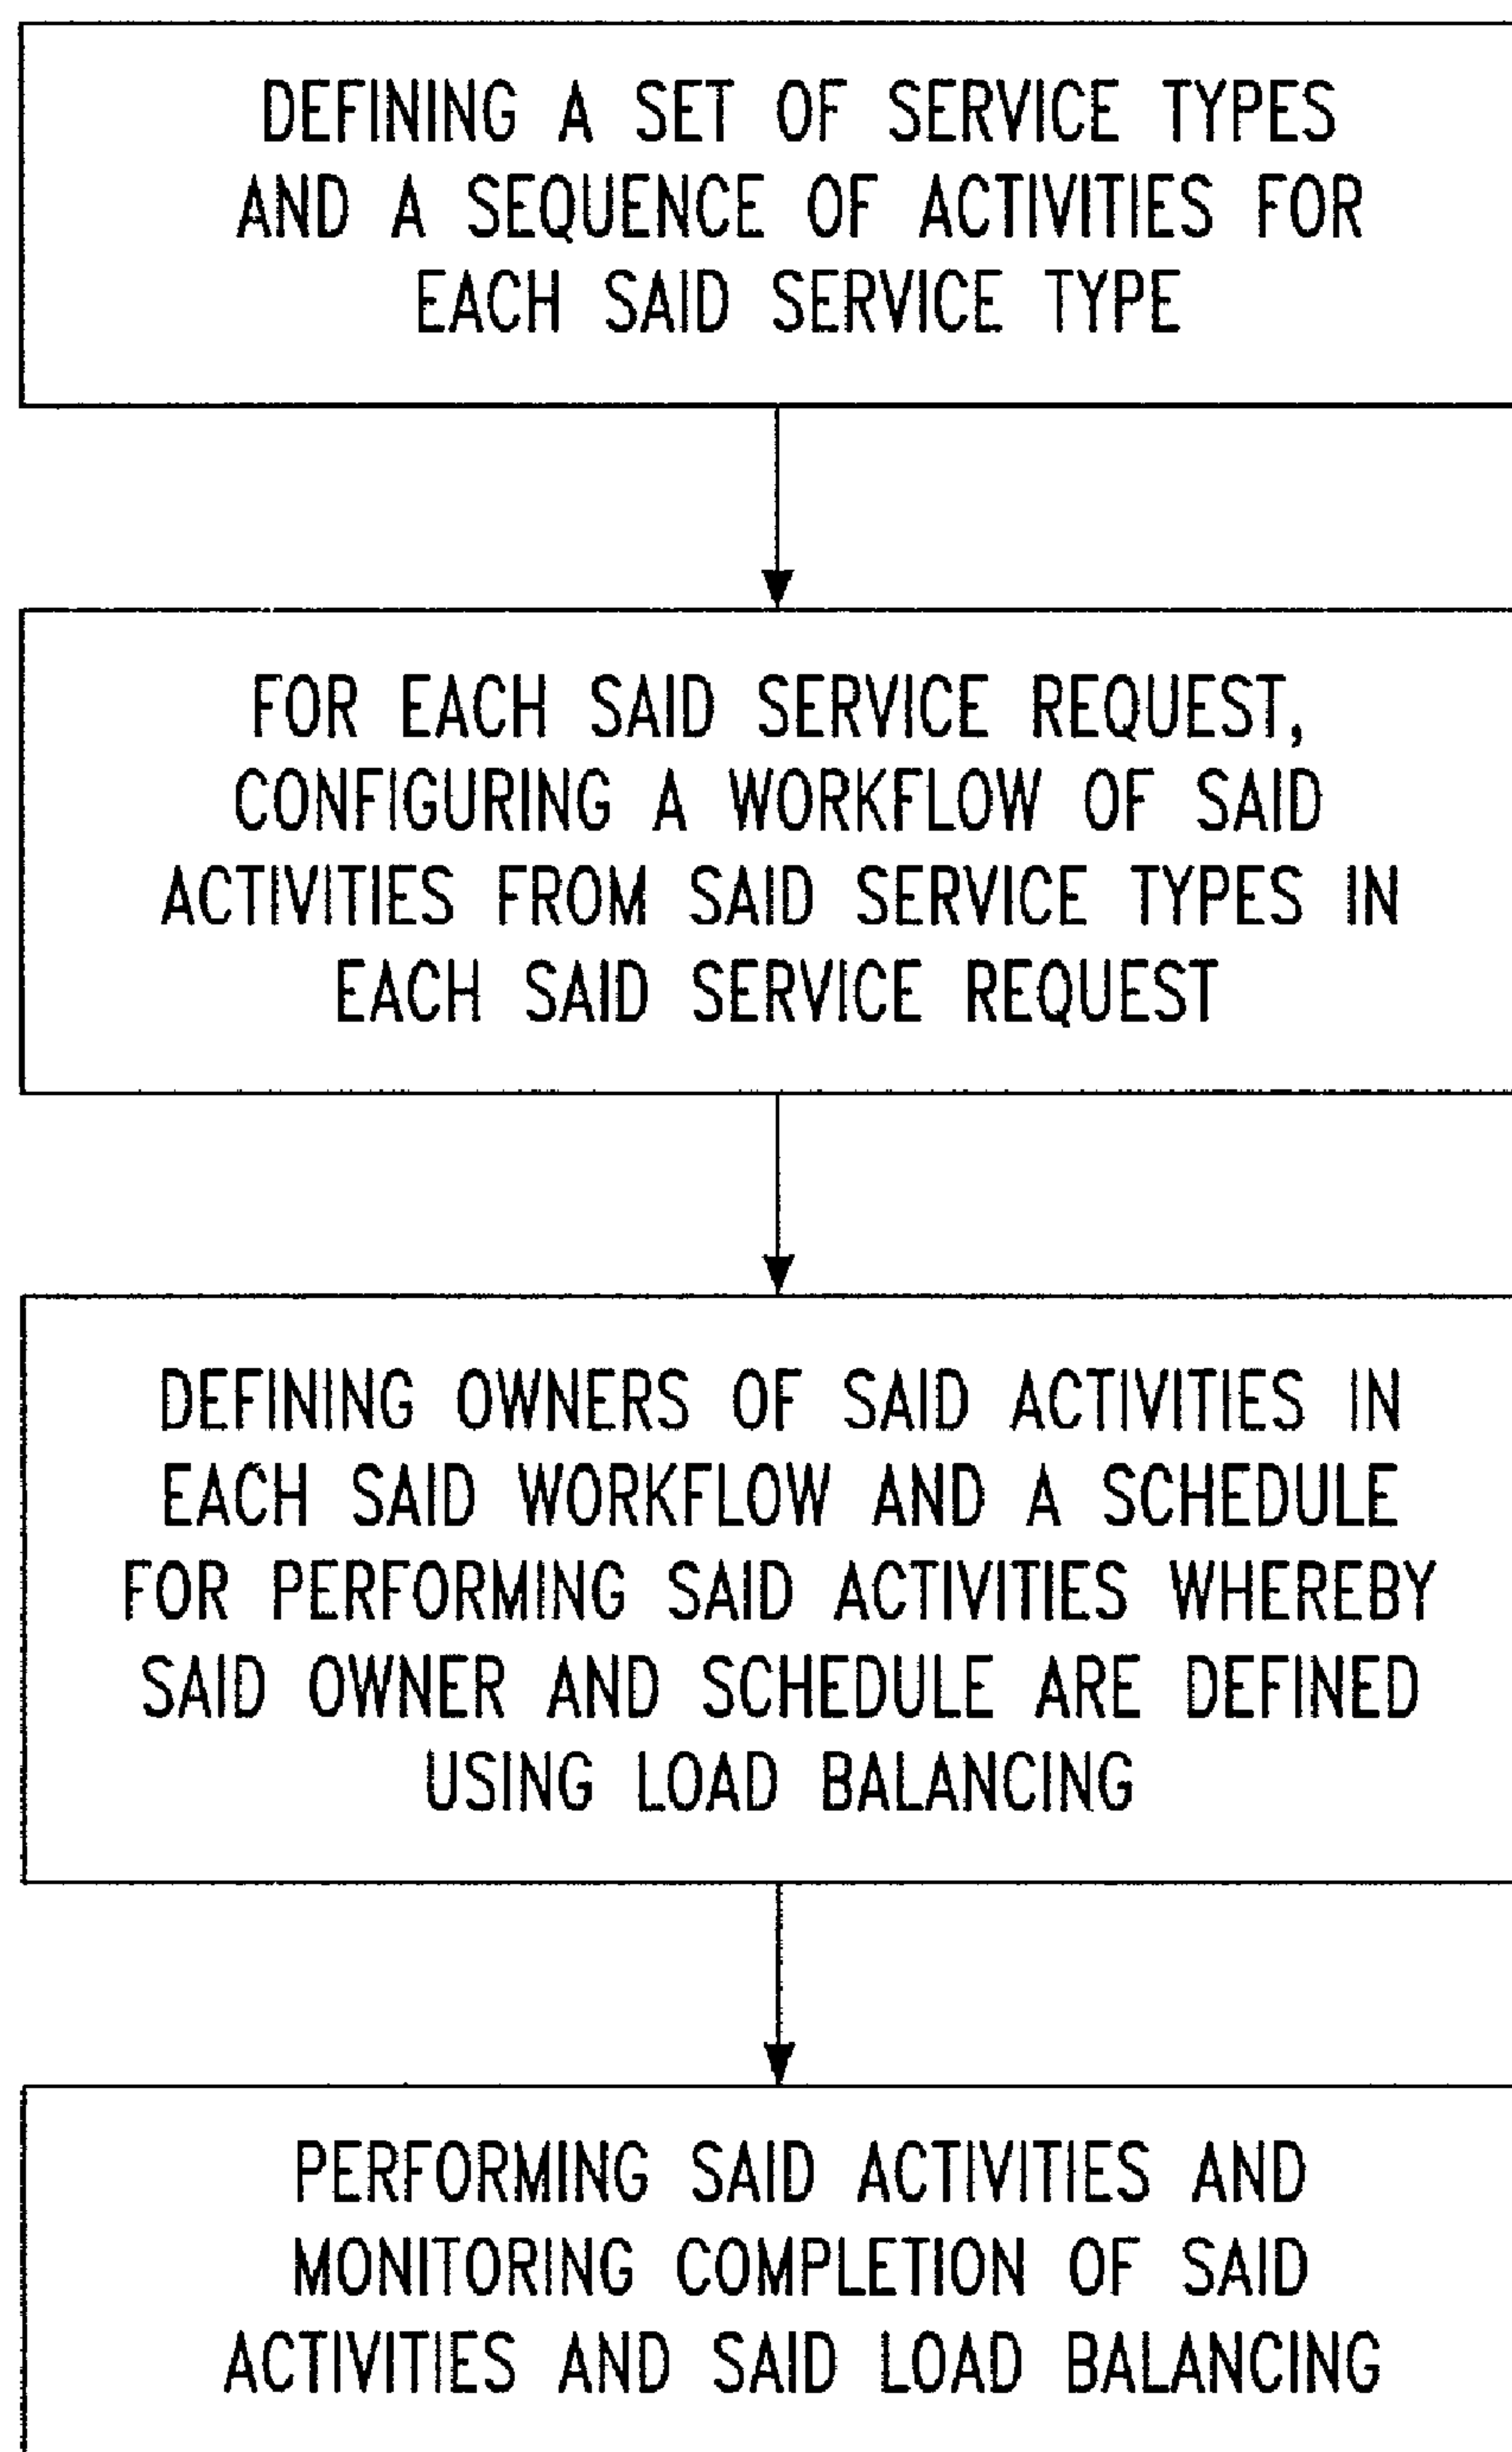 DEFINING A SET OF SERVICE TYPES
AND A SEQUENCE OF ACTIVITIES FOR
EACH SAID SERVICE TYPE
FOR EACH SAID SERVICE REQUEST,
CONFIGURING A WORKFLOW OF SAID
ACTIVITIES FROM SAID SERVICE TYPES IN
EACH SAID SERVICE REQUEST
DEFINING OWNERS OF SAID ACTIVITIES IN
EACH SAID WORKFLOW AND A SCHEDULE
FOR PERFORMING SAID ACTIVITIES WHEREBY
SAID OWNER AND SCHEDULE ARE DEFINED
USING LOAD BALANCING
PERFORMING SAID ACTIVITIES AND
MONITORING COMPLETION OF SAID
ACTIVITIES AND SAID LOAD BALANCING